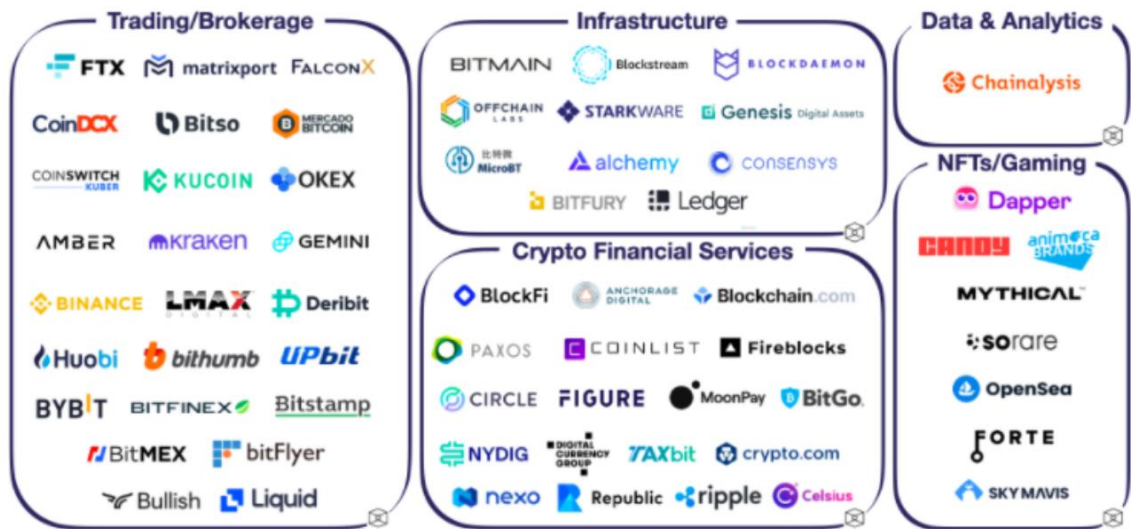 Trading/Brokerage
FTX matrixport FALCONX
CoinDCX Bitso MERCADO BITCOIN
COINSWITCH KUBER KUCOIN OKEX
AMBER kraken GEMINI
BINANCE LMAX DIGITAL Deribit
Huobi bithumb UPbit
BYBIT BITFINEX Bitstamp
BitMEX bitFlyer
Bullish Liquid
Infrastructure
BITMAIN Blockstream BLOCKDAEMON
OFFCHAIN LABS STARKWARE Genesis Digital Assets
比特微 MicroBT alchemy CONSENSYS
BITFURY Ledger
Crypto Financial Services
BlockFi ANCHORAGE DIGITAL Blockchain.com
PAXOS COINLIST Fireblocks
CIRCLE FIGURE MoonPay BitGo
NYDIG DIGITAL CURRENCY GROUP TAXbit crypto.com
nexo Republic ripple Celsius
Data & Analytics
Chainalysis
NFTs/Gaming
Dapper
CANDY animoca BRANDS
MYTHICAL
sorare
OpenSea
FORTE
SKY MAVIS